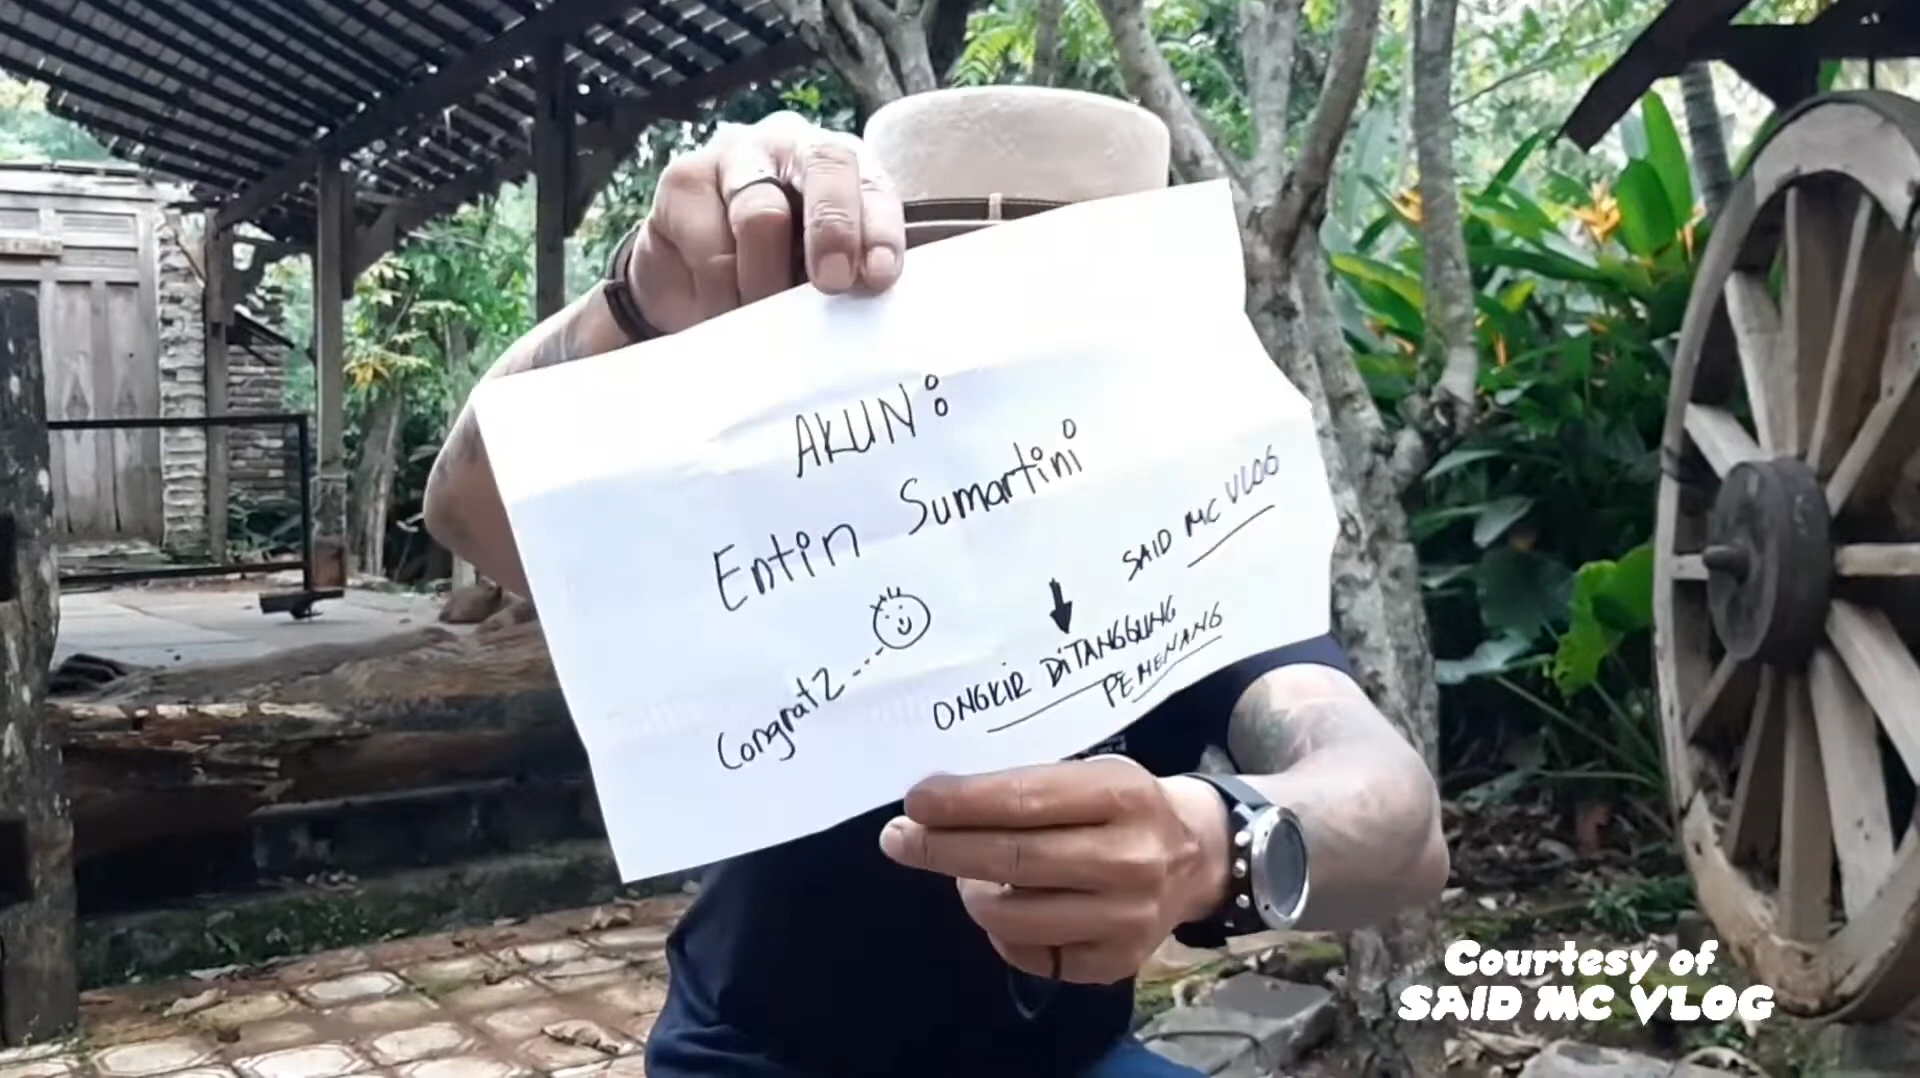 AKUN:
Entin Sumartini
SAID MC VLOG
Congratz ---
ONGKIR DITANGGUNG
PEMENANG
Courtesy of
SAID MC VLOG